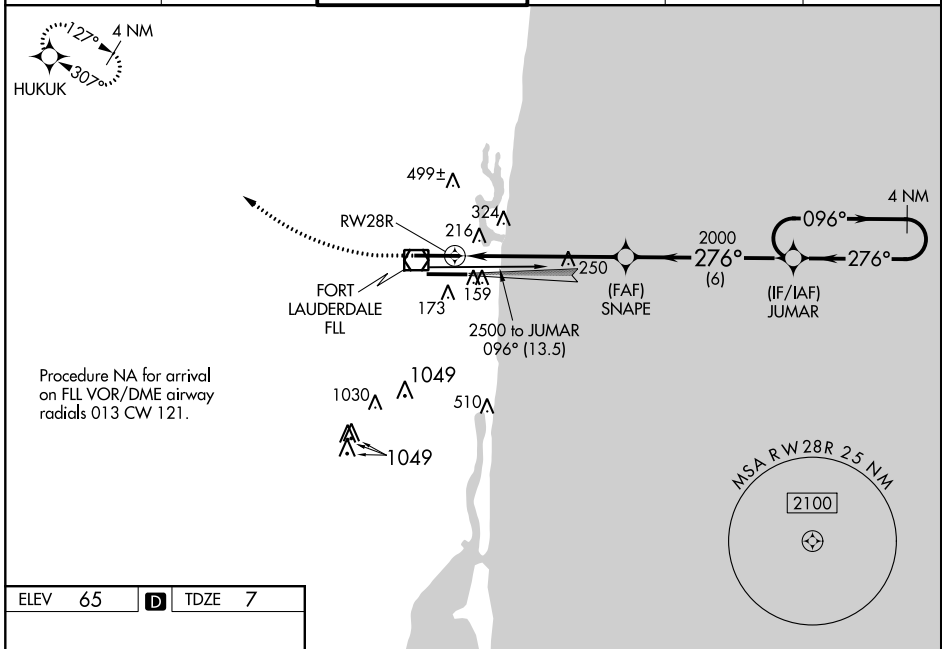 127°
4 NM
307°
HUKUK
499±
324
216
RW28R
4 NM
096°
2000
276°
(6)
276°
250
(FAF)
SNAPE
(IF/IAF)
JUMAR
FORT
LAUDERDALE
FLL
173
159
2500 to JUMAR
096° (13.5)
Procedure NA for arrival
on FLL VOR/DME airway
radials 013 CW 121.
1030
1049
510
1049
MSA RW28R 25 NM
2100
ELEV 65 D TDZE 7